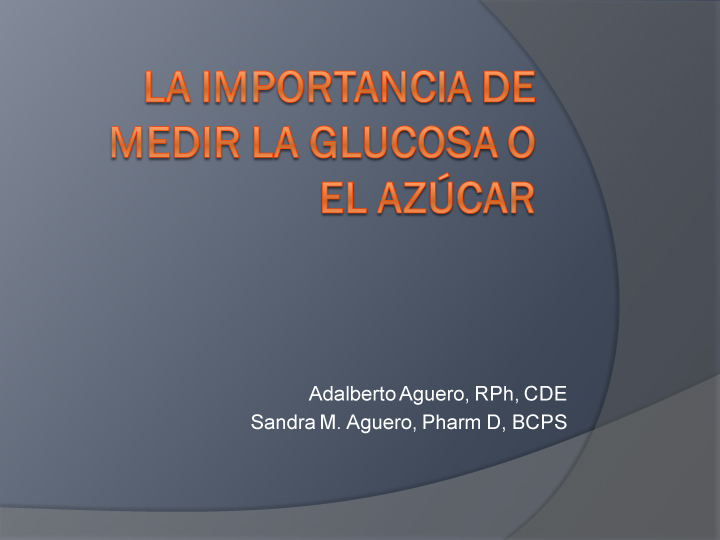 LA IMPORTANCIA DE
MEDIR LA GLUCOSA O
EL AZÚCAR
Adalberto Aguero, RPh, CDE
Sandra M. Aguero, Pharm D, BCPS